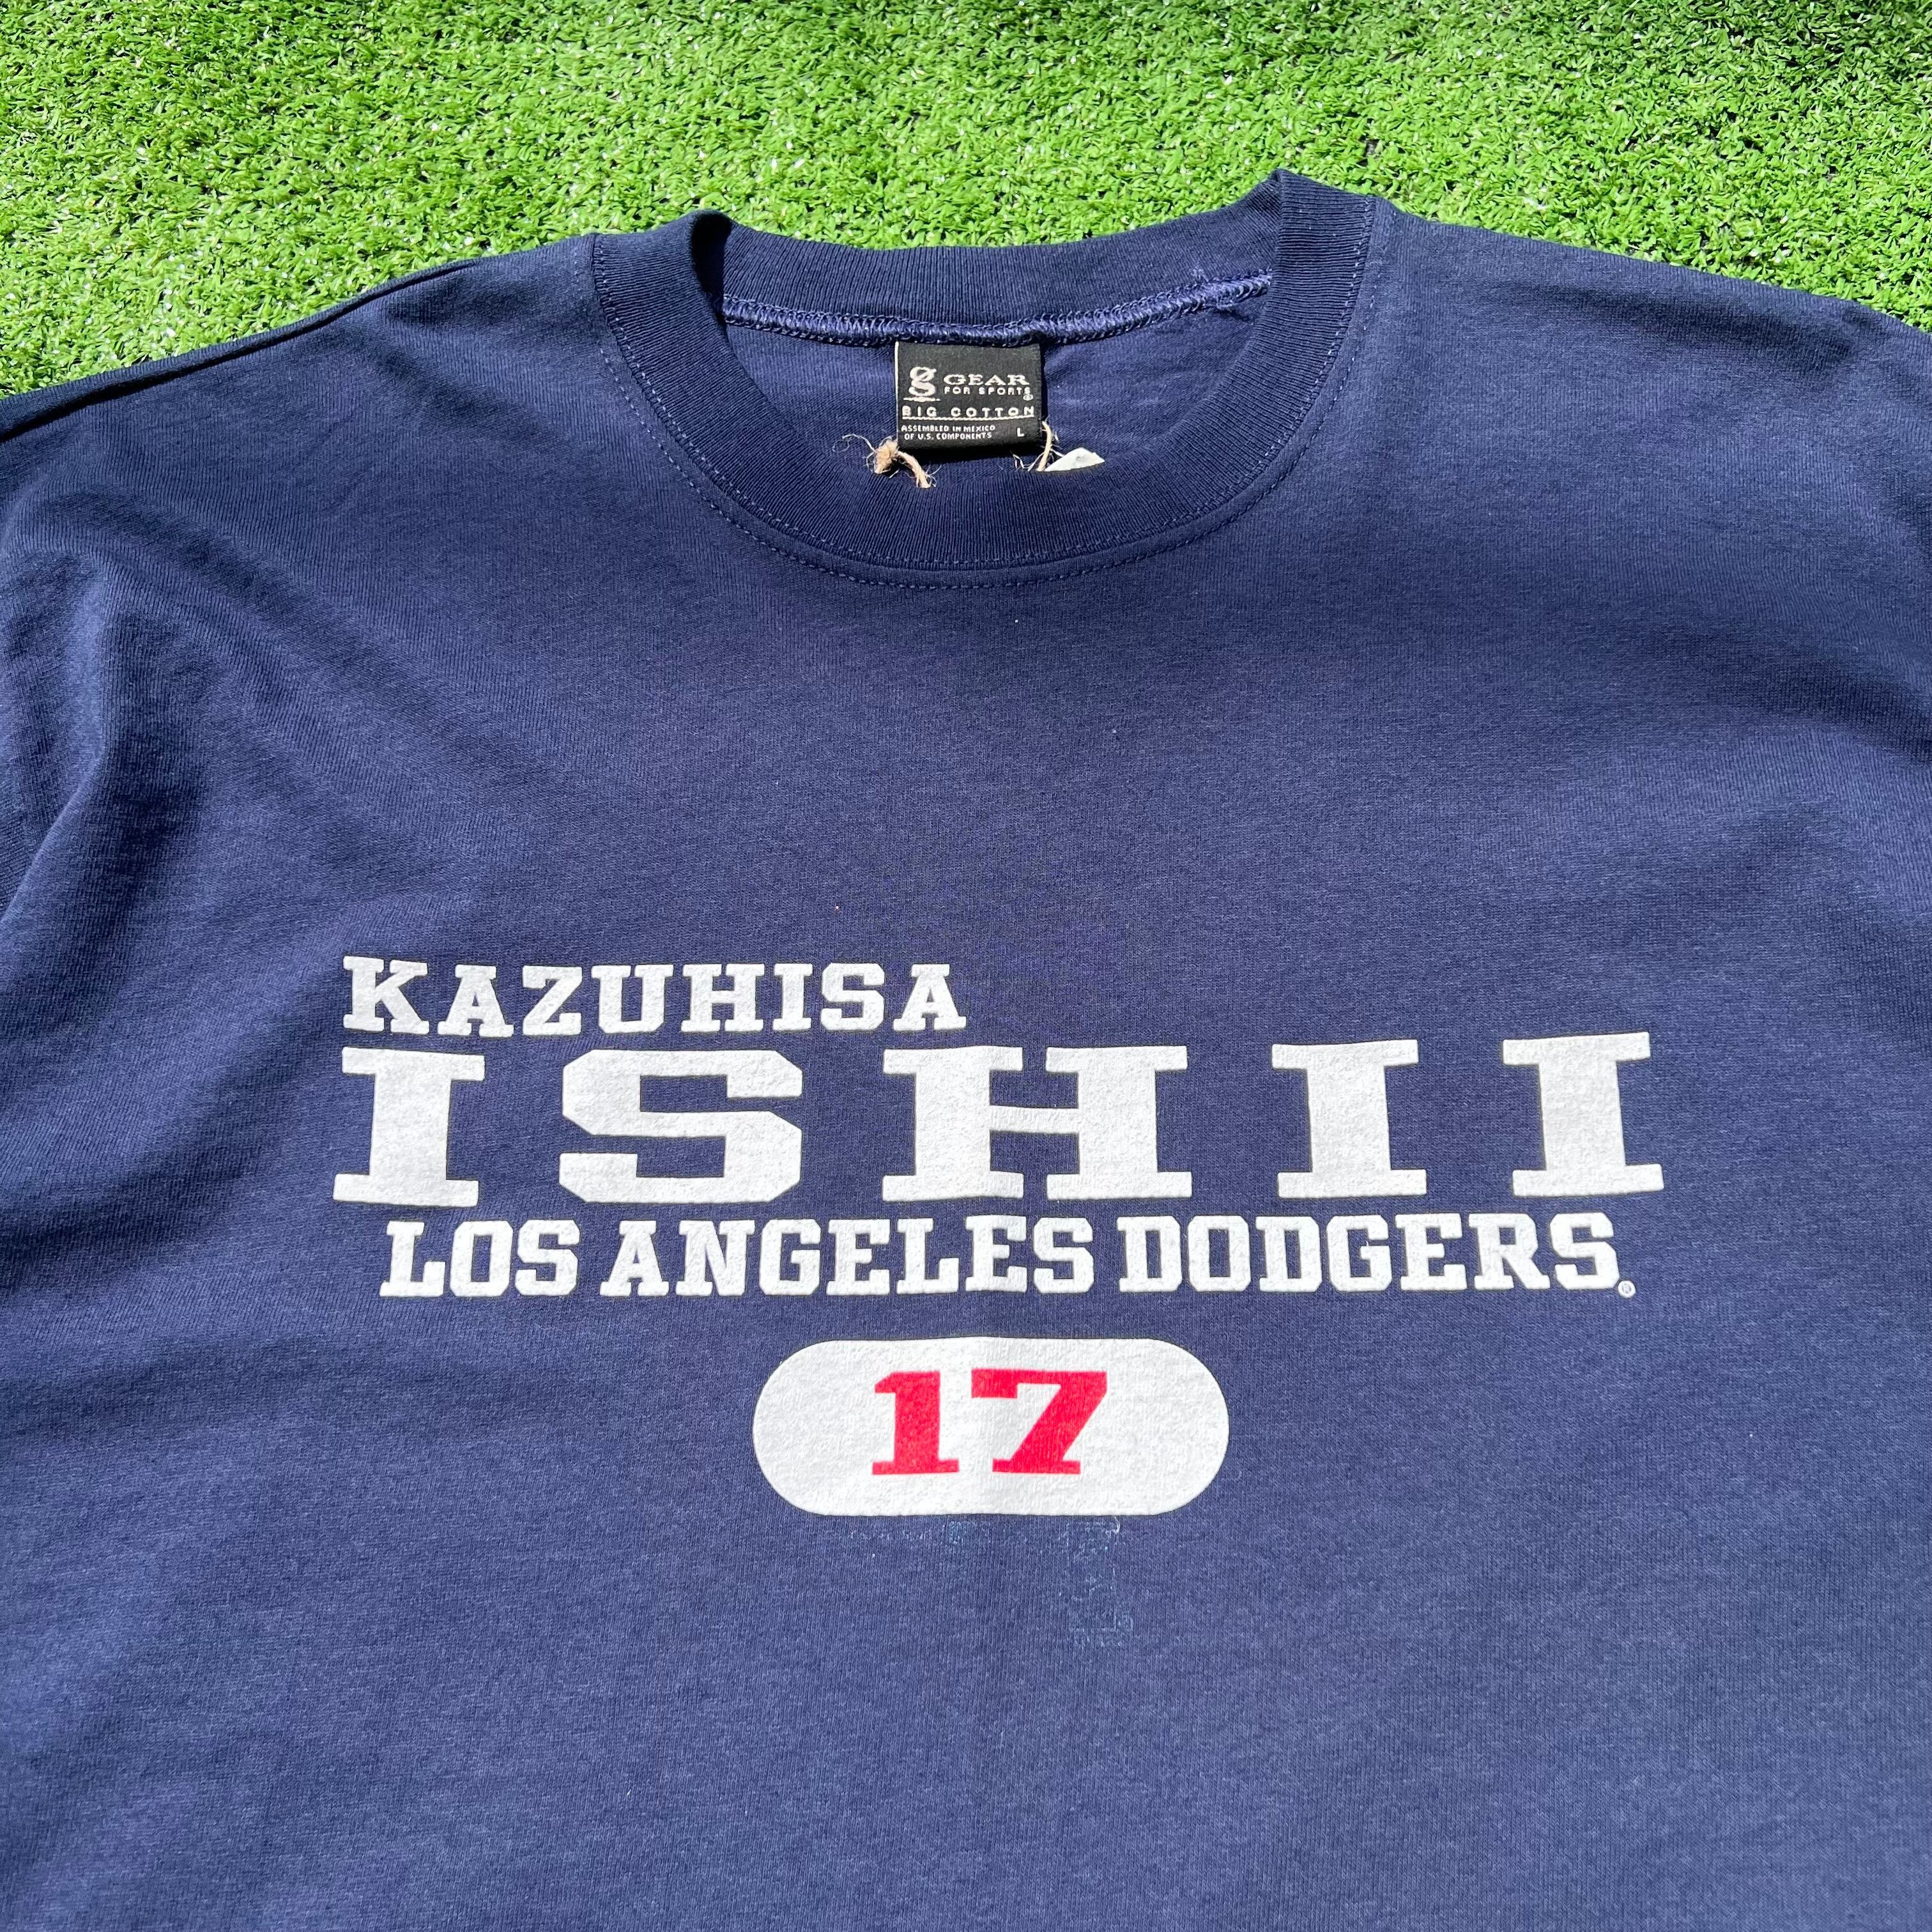 g GEAR
FOR SPORTS®
BIG COTTON
ASSEMBLED IN MEXICO
OF U.S. COMPONENTS L
KAZUHISA
ISHII
LOS ANGELES DODGERS®
17